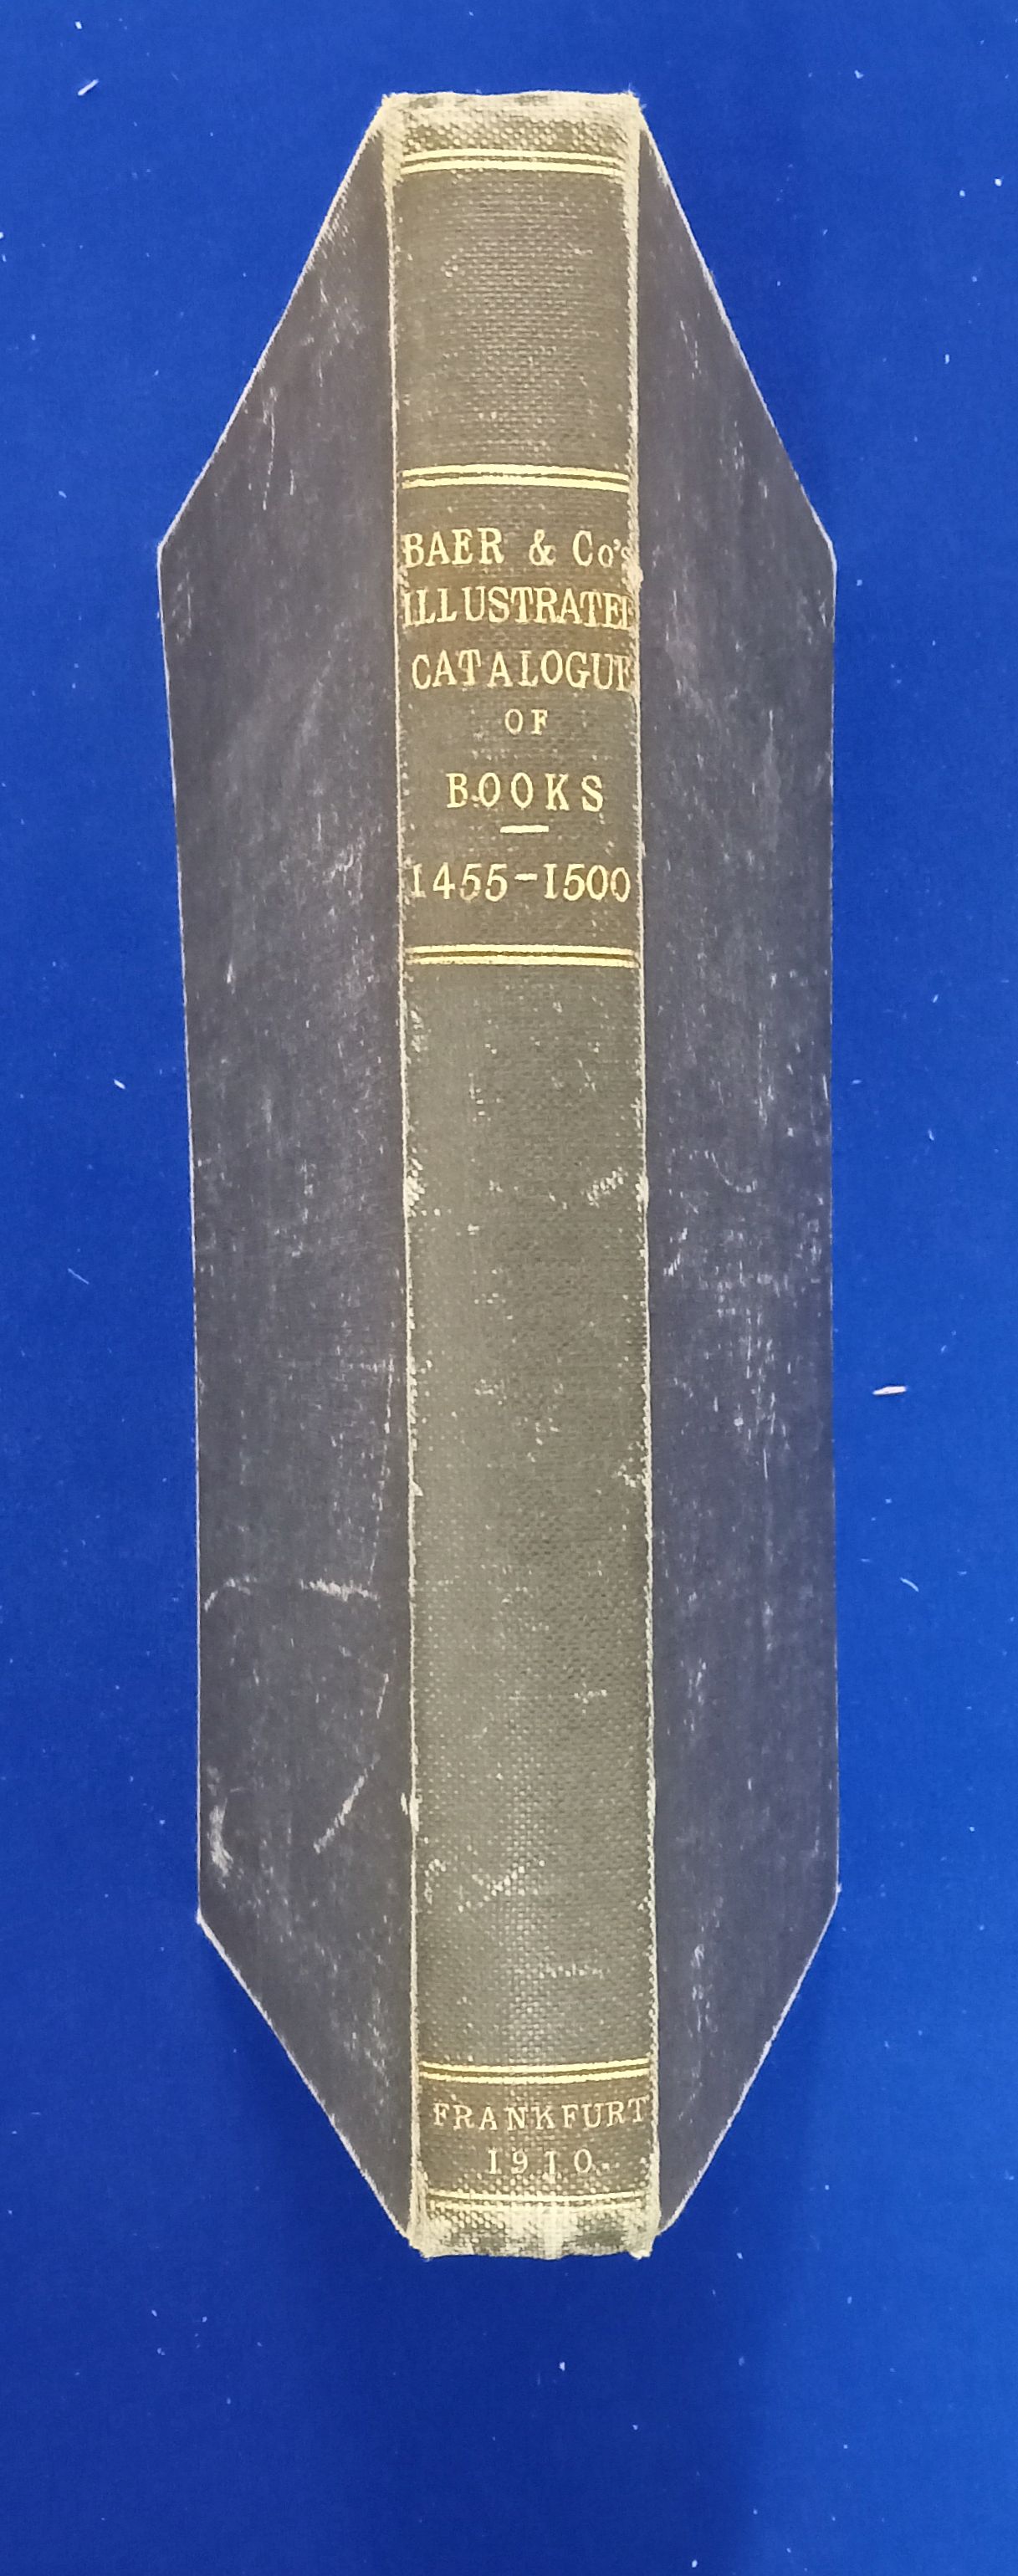 BAER & Co's
ILLUSTRATED
CATALOGUE
OF
BOOKS
1455-1500
FRANKFURT
1910